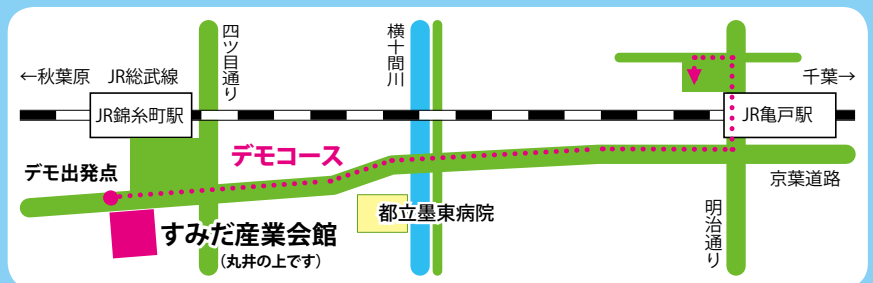 四ツ目通り
横十間川
←秋葉原
JR総武線
千葉→
JR錦糸町駅
JR亀戸駅
デモコース
デモ出発点
京葉道路
都立墨東病院
すみだ産業会館
(丸井の上です)
明治通り